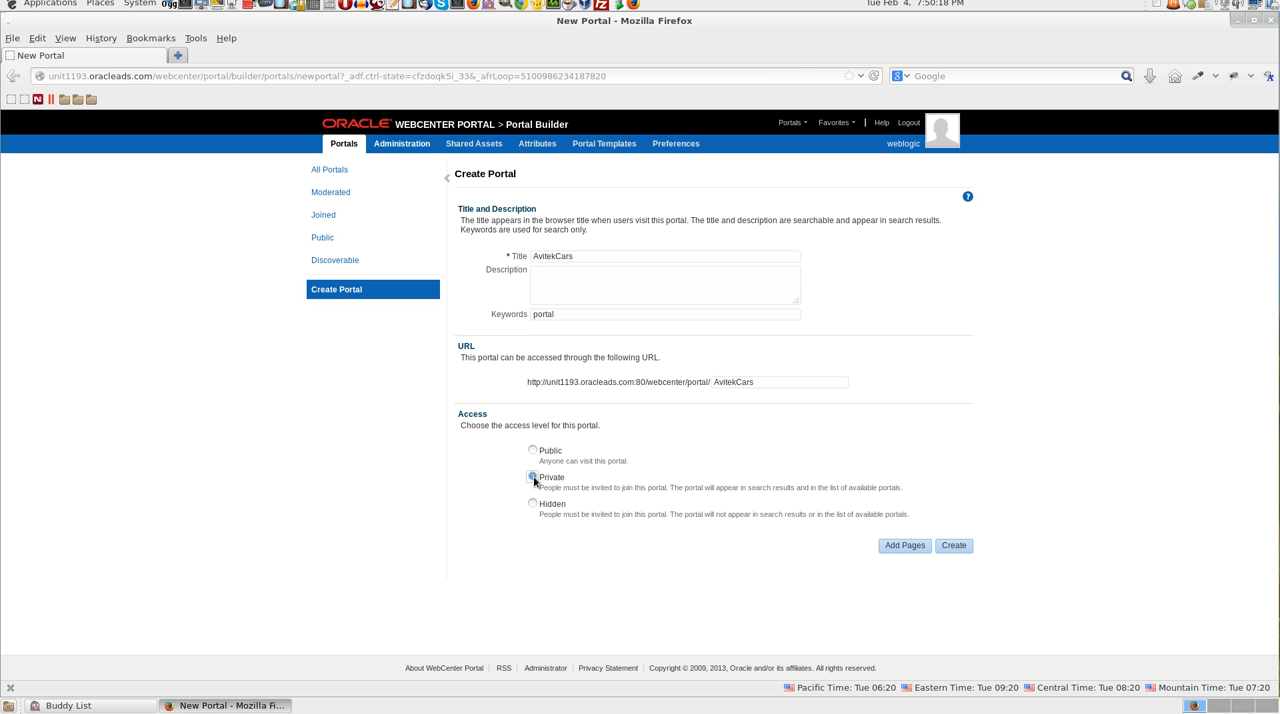 Applications Places System
Tue Feb 4, 7:50:18 PM
New Portal - Mozilla Firefox
File Edit View History Bookmarks Tools Help
New Portal
unit1193.oracleads.com/webcenter/portal/builder/portals/newportal?_adf.ctrl-state=cfzdoqk5i_33&_afrLoop=5100986234187820
Google
ORACLE WEBCENTER PORTAL > Portal Builder
Portals Favorites Help Logout
Portals Administration Shared Assets Attributes Portal Templates Preferences weblogic
All Portals
Moderated
Joined
Public
Discoverable
Create Portal
Create Portal
Title and Description
The title appears in the browser title when users visit this portal. The title and description are searchable and appear in search results.
Keywords are used for search only.
* Title AvitekCars
Description
Keywords portal
URL
This portal can be accessed through the following URL.
http://unit1193.oracleads.com:80/webcenter/portal/ AvitekCars
Access
Choose the access level for this portal.
Public
Anyone can visit this portal.
Private
People must be invited to join this portal. The portal will appear in search results and in the list of available portals.
Hidden
People must be invited to join this portal. The portal will not appear in search results or in the list of available portals.
Add Pages Create
About WebCenter Portal RSS Administrator Privacy Statement Copyright © 2009, 2013, Oracle and/or its affiliates. All rights reserved.
Pacific Time: Tue 06:20 Eastern Time: Tue 09:20 Central Time: Tue 08:20 Mountain Time: Tue 07:20
Buddy List New Portal - Mozilla Fi...